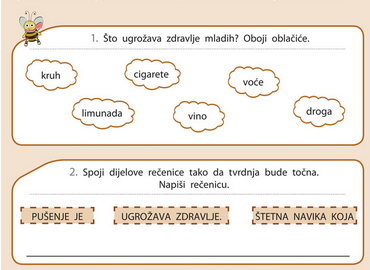 1. Što ugrožava zdravlje mladih? Oboji oblačiće.
kruh
cigarete
voće
limunada
vino
droga
2. Spoji dijelove rečenice tako da tvrdnja bude točna.
Napiši rečenicu.
PUŠENJE JE
UGROŽAVA ZDRAVLJE.
ŠTETNA NAVIKA KOJA